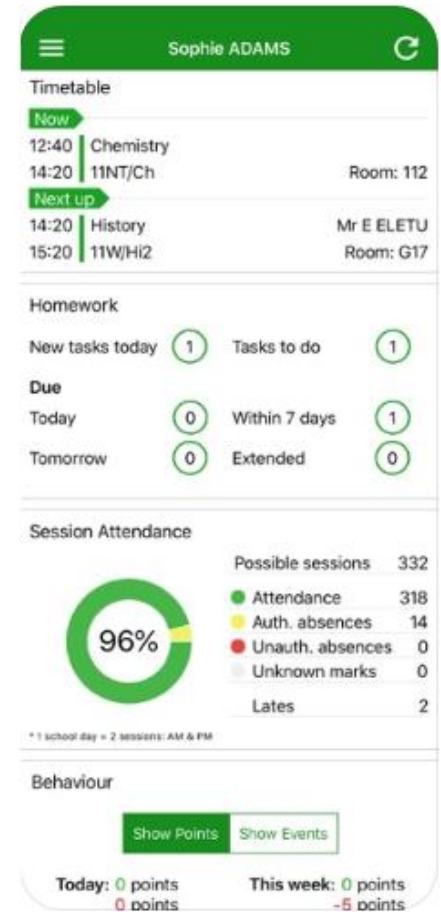 Sophie ADAMS
Timetable
Now
12:40 Chemistry
14:20 11NT/Ch Room: 112
Next up
14:20 History Mr E ELETU
15:20 11W/Hi2 Room: G17
Homework
New tasks today 1 Tasks to do 1
Due
Today 0 Within 7 days 1
Tomorrow 0 Extended 0
Session Attendance
Possible sessions 332
96%
Attendance 318
Auth. absences 14
Unauth. absences 0
Unknown marks 0
Lates 2
* 1 school day = 2 sessions: AM & PM
Behaviour
Show Points Show Events
Today: 0 points This week: 0 points
0 points -5 points